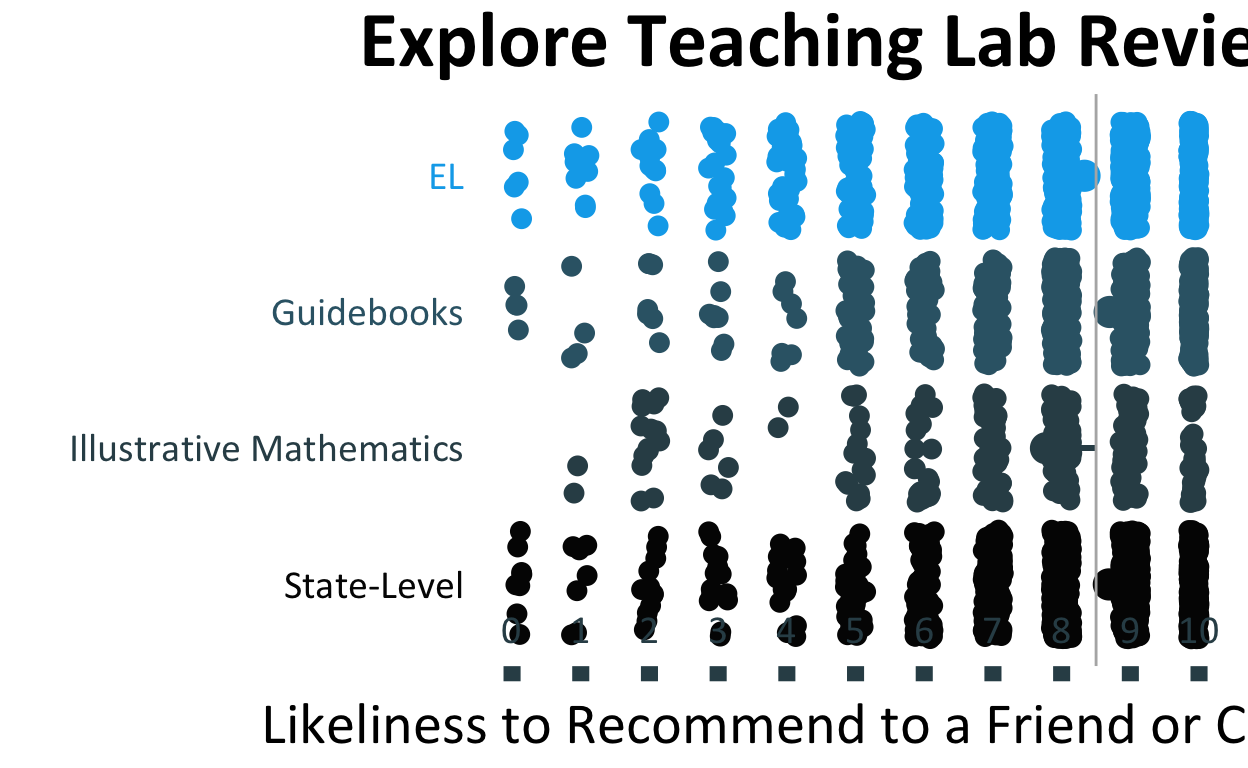 Explore Teaching Lab Revie
EL
Guidebooks
Illustrative Mathematics
State-Level
0 1 2 3 4 5 6 7 8 9 10
Likeliness to Recommend to a Friend or C